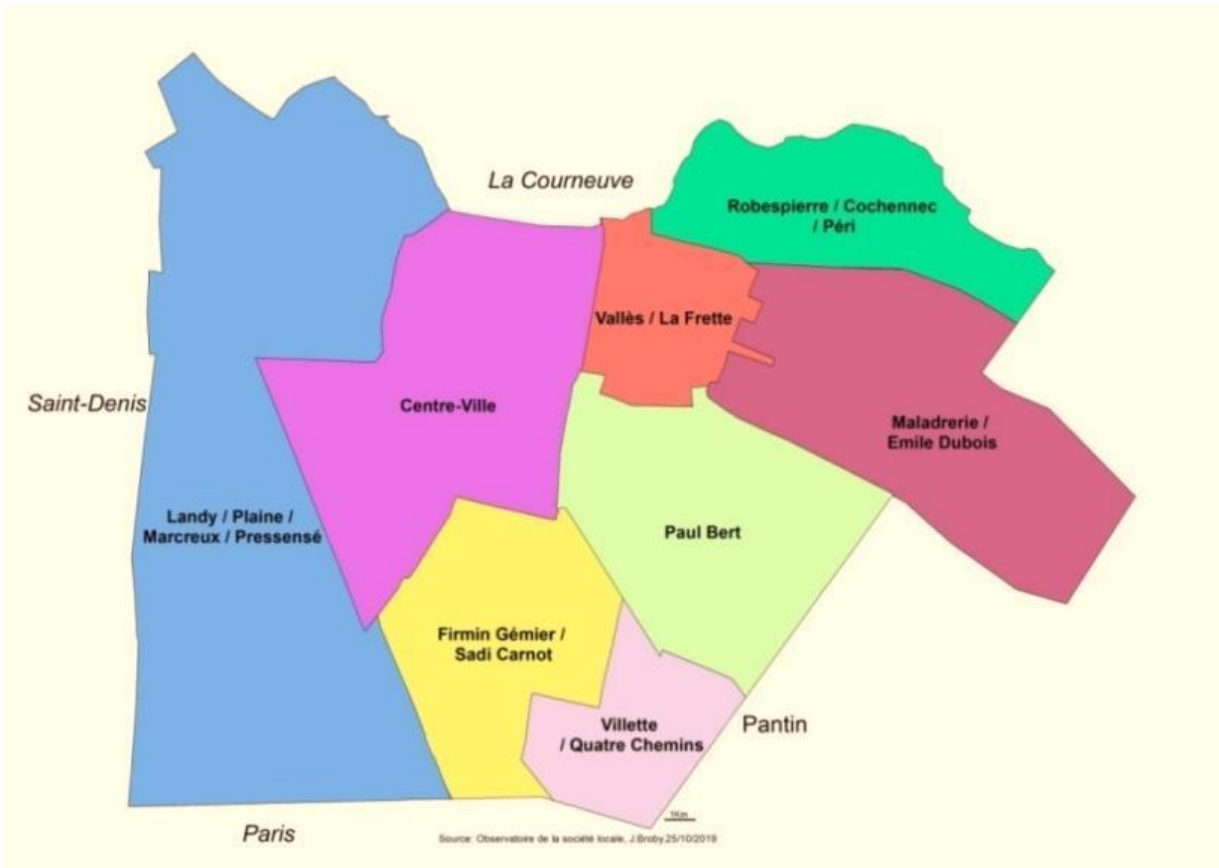 La Courneuve
Robespierre / Cochennec
/ Péri
Vallès / La Frette
Saint-Denis
Centre-Ville
Maladrerie /
Emile Dubois
Landy / Plaine /
Marcreux / Pressensé
Paul Bert
Firmin Gémier /
Sadi Carnot
Villette
/ Quatre Chemins
Pantin
1Km
Paris
Source: Observatoire de la société locale, J.Broby,25/10/2019